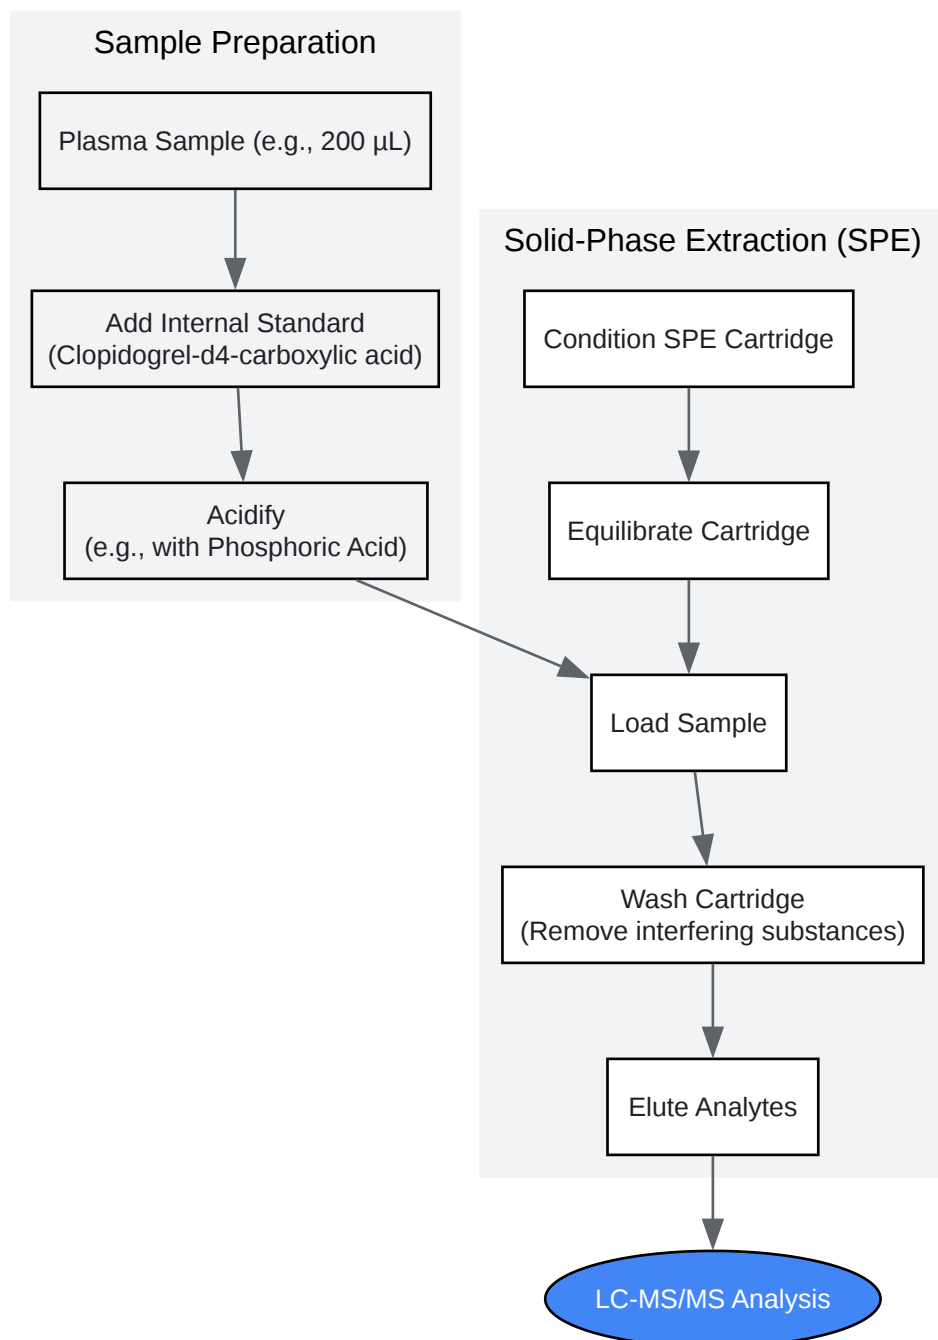 Sample Preparation
Plasma Sample (e.g., 200 µL)
Add Internal Standard
(Clopidogrel-d4-carboxylic acid)
Acidify
(e.g., with Phosphoric Acid)
Solid-Phase Extraction (SPE)
Condition SPE Cartridge
Equilibrate Cartridge
Load Sample
Wash Cartridge
(Remove interfering substances)
Elute Analytes
LC-MS/MS Analysis